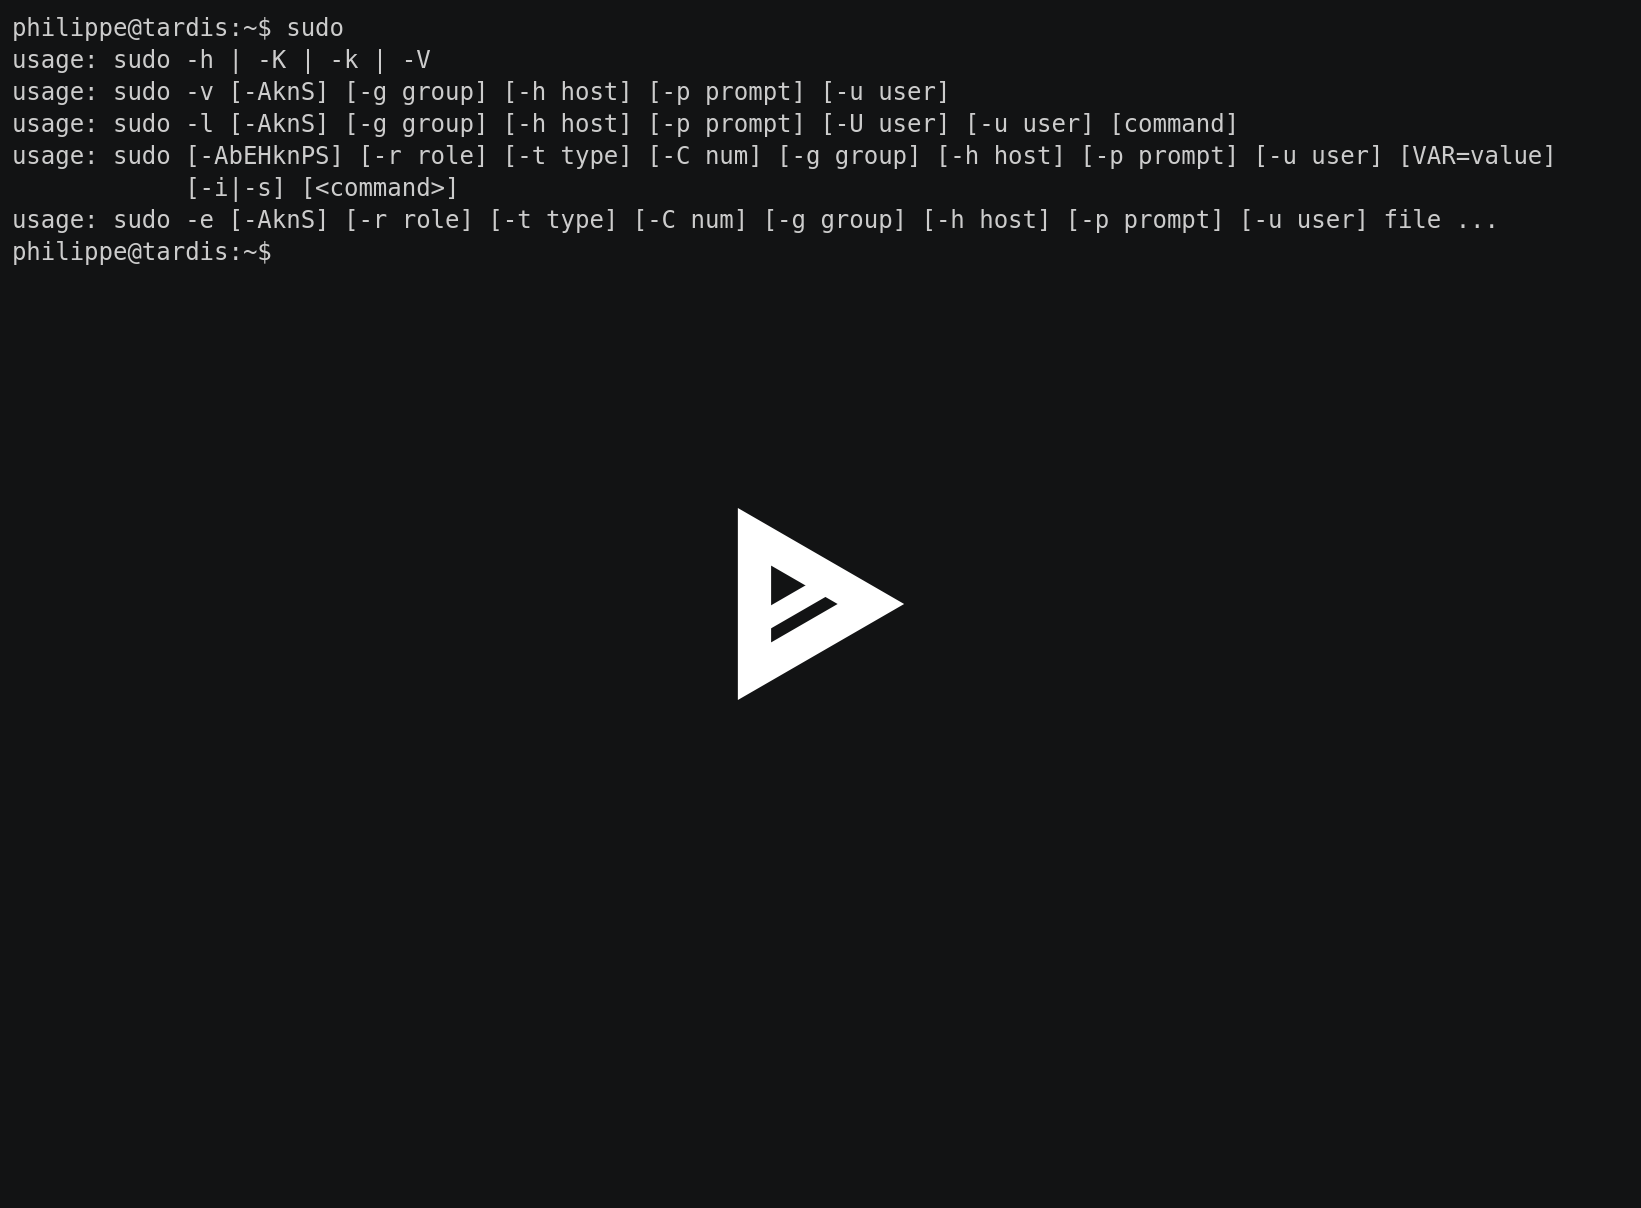 philippe@tardis:~$ sudo
usage: sudo -h | -K | -k | -V
usage: sudo -v [-AknS] [-g group] [-h host] [-p prompt] [-u user]
usage: sudo -l [-AknS] [-g group] [-h host] [-p prompt] [-U user] [-u user] [command]
usage: sudo [-AbEHknPS] [-r role] [-t type] [-C num] [-g group] [-h host] [-p prompt] [-u user] [VAR=value]
            [-i|-s] [<command>]
usage: sudo -e [-AknS] [-r role] [-t type] [-C num] [-g group] [-h host] [-p prompt] [-u user] file ...
philippe@tardis:~$